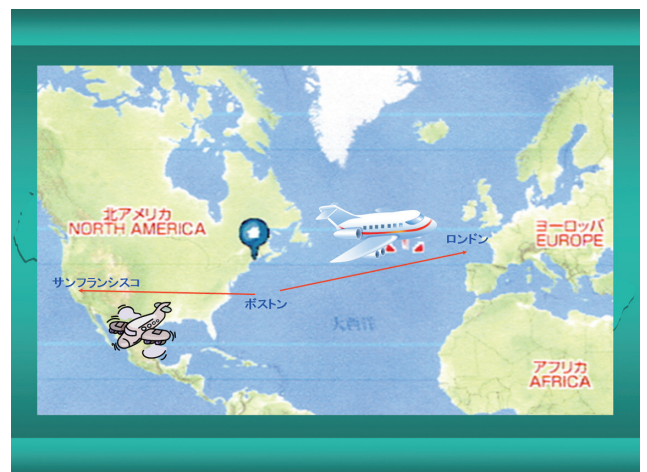 北アメリカ
NORTH AMERICA
ヨーロッパ
EUROPE
ロンドン
サンフランシスコ
ボストン
大西洋
アフリカ
AFRICA